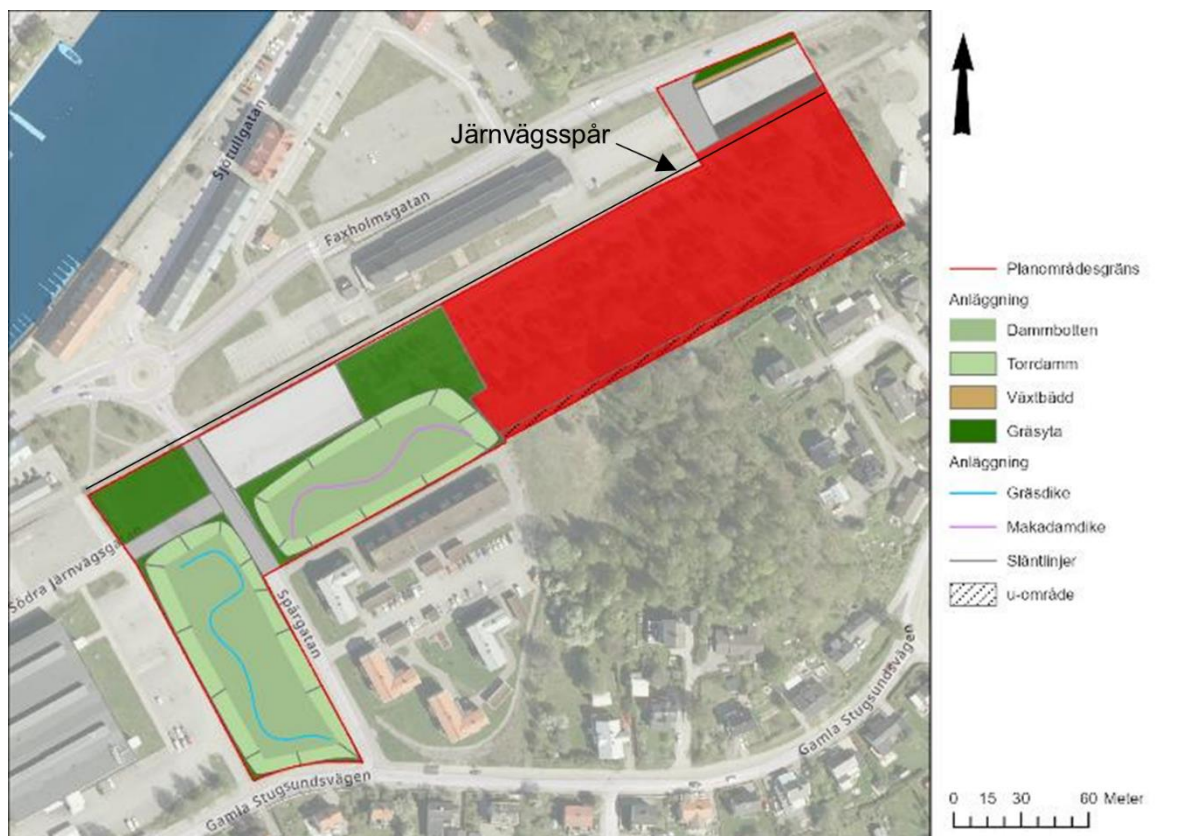 Järnvägsspår
Sjötullgatan
Faxholmsgatan
Södra Järnvägsgatan
Spårgatan
Gamla Stugsundsvägen
Gamla Stugsundsvägen
Planområdesgräns
Anläggning
Dammbotten
Torrdamm
Växtbädd
Gräsyta
Anläggning
Gräsdike
Makadamdike
Släntlinjer
u-område
0 15 30 60 Meter